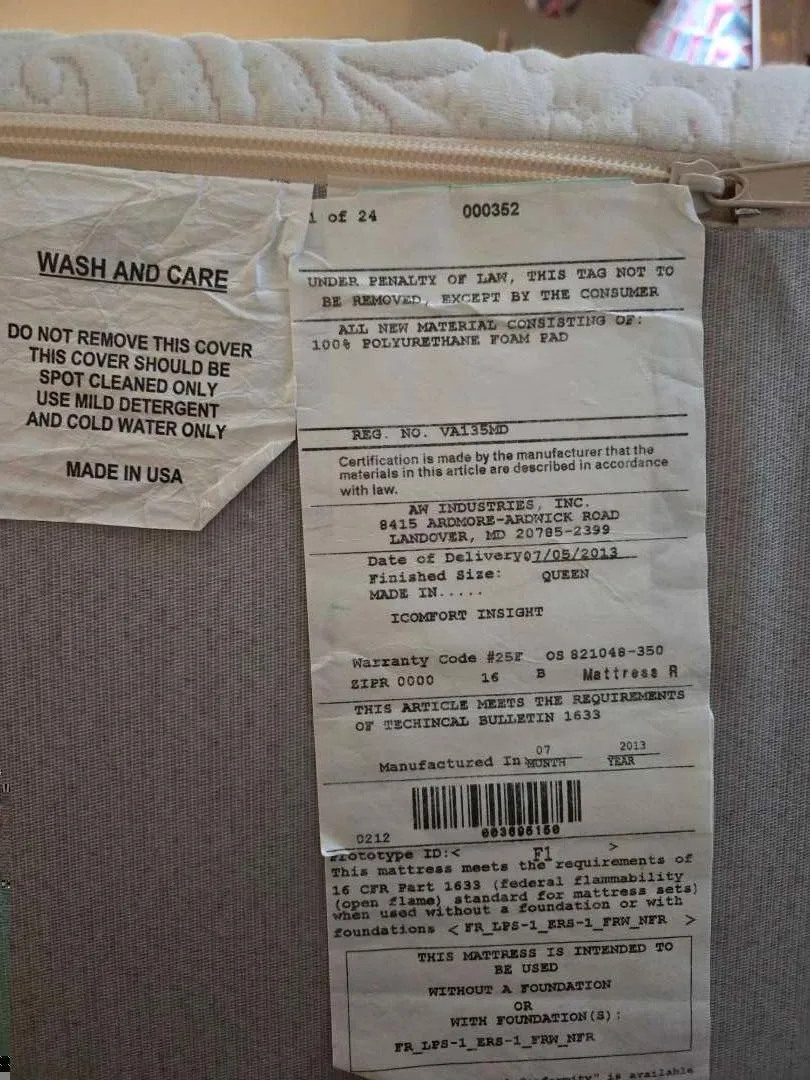 WASH AND CARE
DO NOT REMOVE THIS COVER
THIS COVER SHOULD BE
SPOT CLEANED ONLY
USE MILD DETERGENT
AND COLD WATER ONLY
MADE IN USA
1 of 24 000352
UNDER PENALTY OF LAW, THIS TAG NOT TO
BE REMOVED, EXCEPT BY THE CONSUMER
ALL NEW MATERIAL CONSISTING OF:
100% POLYURETHANE FOAM PAD
REG. NO. VA135MD
Certification is made by the manufacturer that the
materials in this article are described in accordance
with law.
AW INDUSTRIES, INC.
8415 ARDMORE-ARDWICK ROAD
LANDOVER, MD 20785-2399
Date of Delivery07/05/2013
Finished Size: QUEEN
MADE IN.....
ICOMFORT INSIGHT
Warranty Code #25F OS 821048-350
ZIPR 0000 16 B Mattress R
THIS ARTICLE MEETS THE REQUIREMENTS
OF TECHINCAL BULLETIN 1633
Manufactured In 07 2013
MONTH YEAR
003696150
0212
Prototype ID:< F1 >
This mattress meets the requirements of
16 CFR Part 1633 (federal flammability
(open flame) standard for mattress sets)
when used without a foundation or with
foundations < FR_LPS-1_ERS-1_FRW_NFR >
THIS MATTRESS IS INTENDED TO
BE USED
WITHOUT A FOUNDATION
OR
WITH FOUNDATION(S):
FR_LPS-1_ERS-1_FRW_NFR
" is available